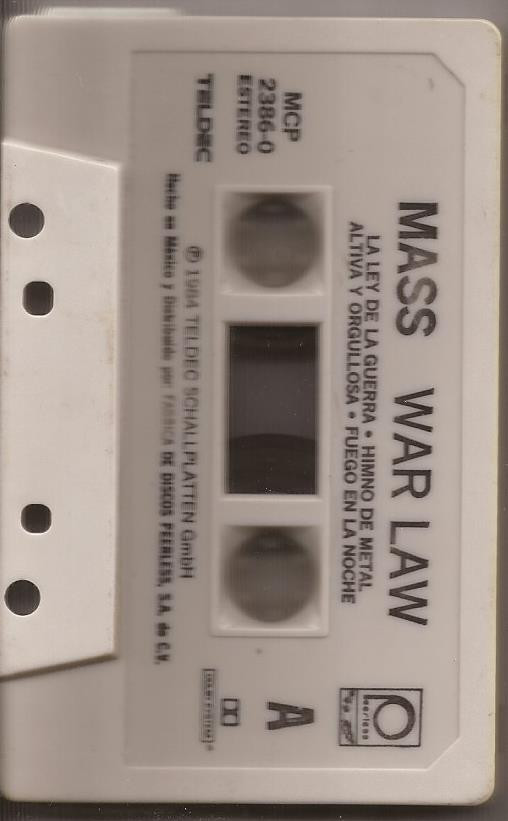 MASS WAR LAW
LA LEY DE LA GUERRA • HIMNO DE METAL
ALTIVA Y ORGULLOSA • FUEGO EN LA NOCHE
MCP
2386-0
ESTEREO
TELDEC
Peerless
A
℗ 1984 TELDEC SCHALLPLATTEN GmbH
Hecho en México y Distribuido por FABRICA DE DISCOS PEERLESS, S.A. de C.V.